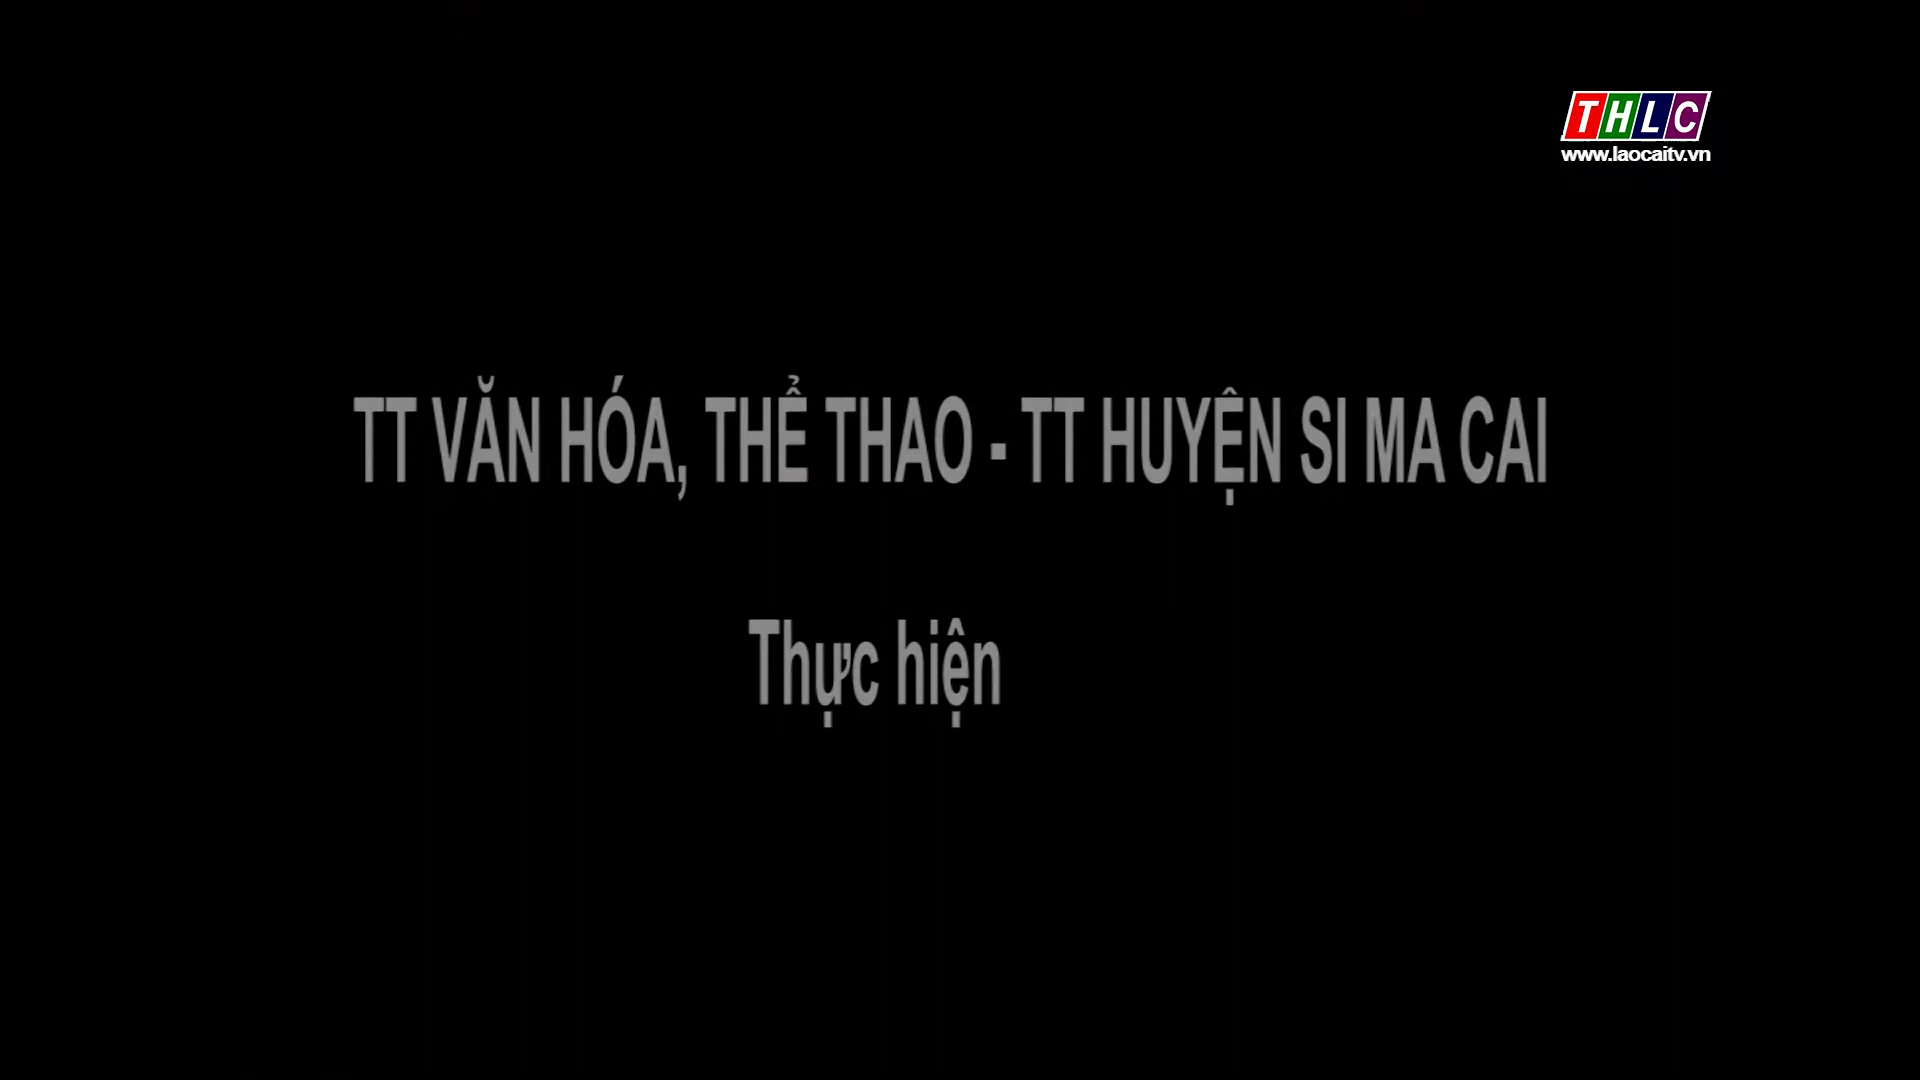 THLC
www.laocaitv.vn
TT VĂN HÓA, THỂ THAO - TT HUYỆN SI MA CAI
Thực hiện